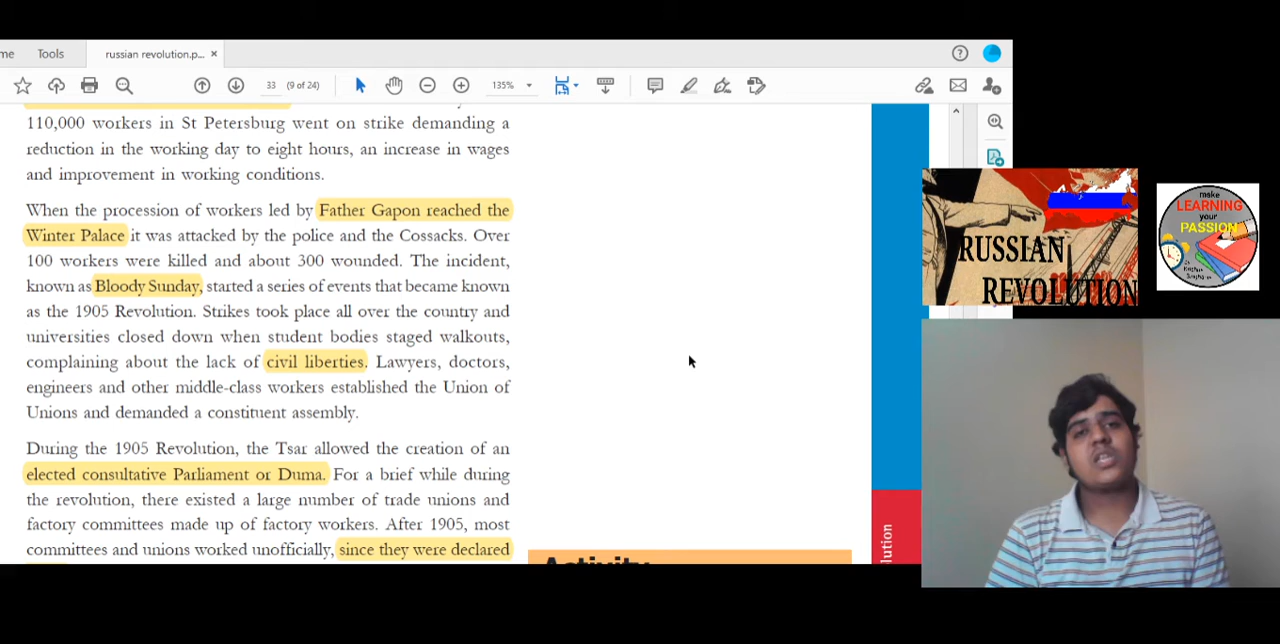 me Tools russian revolution.p... ×
33 (9 of 24) 135%
110,000 workers in St Petersburg went on strike demanding a
reduction in the working day to eight hours, an increase in wages
and improvement in working conditions.
When the procession of workers led by Father Gapon reached the
Winter Palace it was attacked by the police and the Cossacks. Over
100 workers were killed and about 300 wounded. The incident,
known as Bloody Sunday, started a series of events that became known
as the 1905 Revolution. Strikes took place all over the country and
universities closed down when student bodies staged walkouts,
complaining about the lack of civil liberties. Lawyers, doctors,
engineers and other middle-class workers established the Union of
Unions and demanded a constituent assembly.
During the 1905 Revolution, the Tsar allowed the creation of an
elected consultative Parliament or Duma. For a brief while during
the revolution, there existed a large number of trade unions and
factory committees made up of factory workers. After 1905, most
committees and unions worked unofficially, since they were declared
Activity
lution
RUSSIAN
REVOLUTION
make
LEARNING
your
PASSION